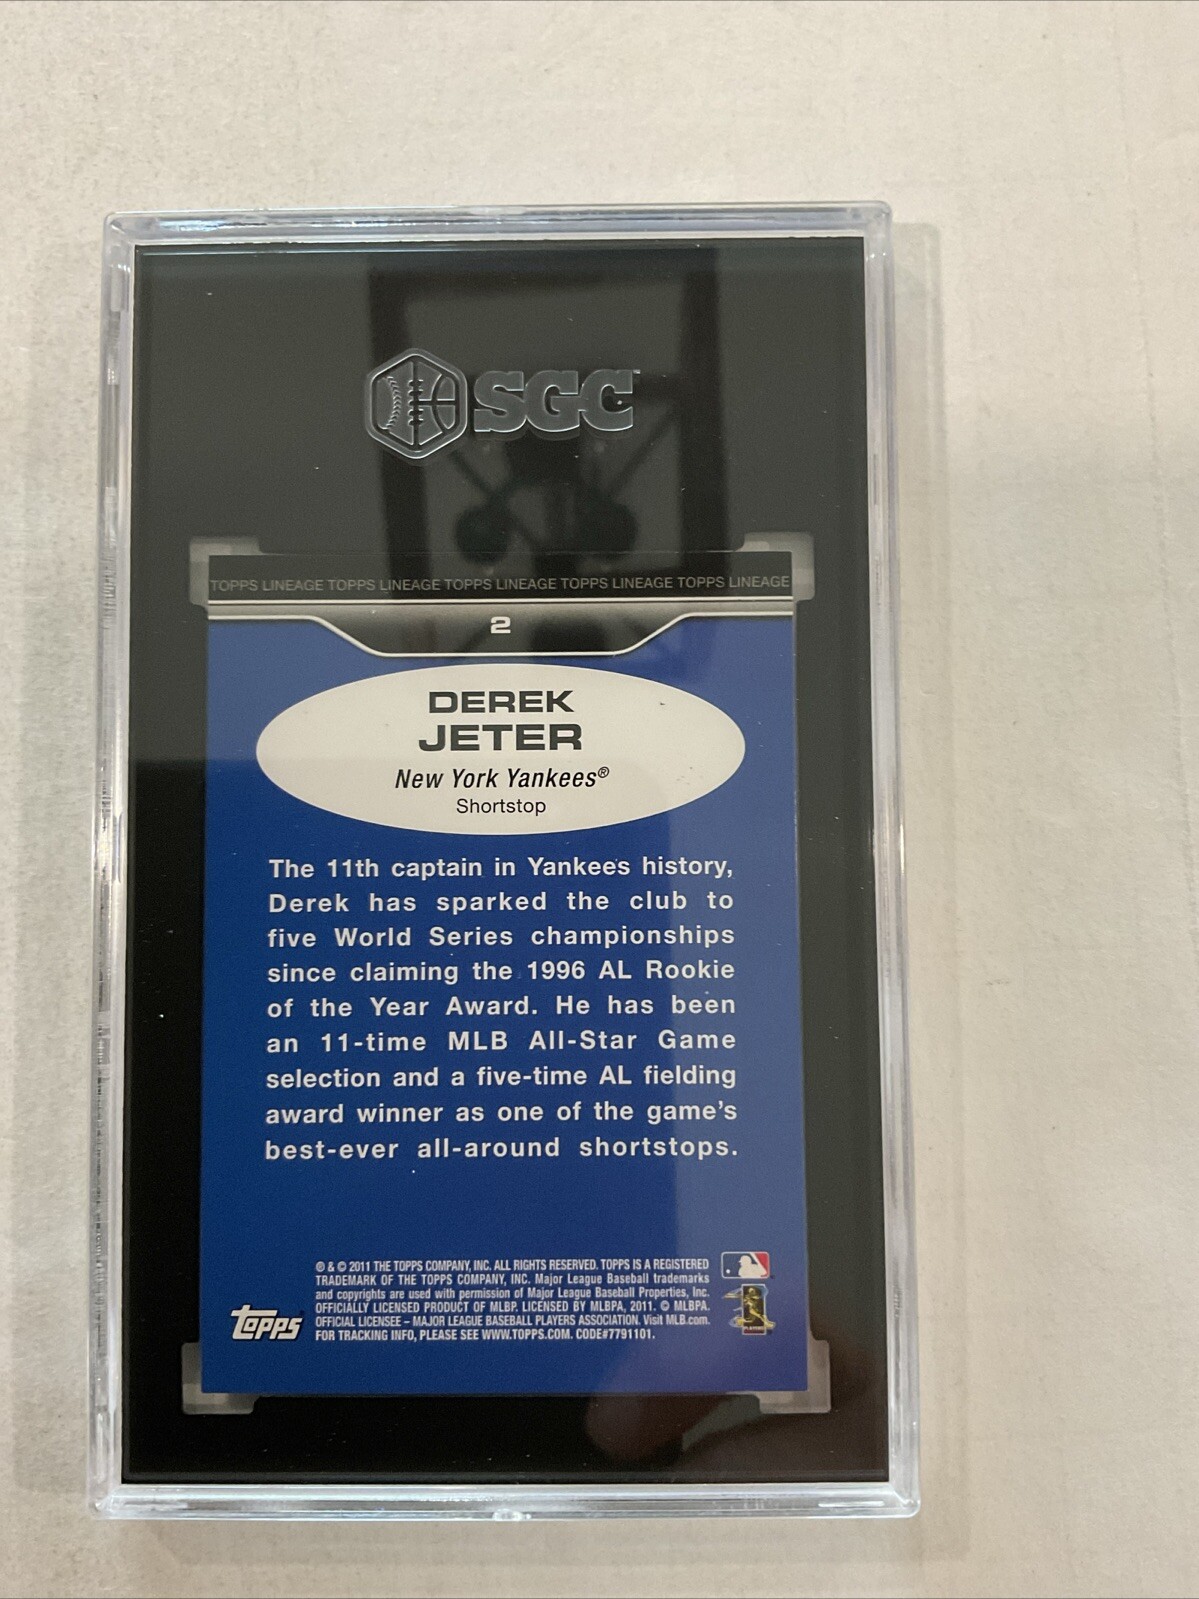 SGC™
TOPPS LINEAGE TOPPS LINEAGE TOPPS LINEAGE TOPPS LINEAGE TOPPS LINEAGE
2
DEREK
JETER
New York Yankees®
Shortstop
The 11th captain in Yankees history,
Derek has sparked the club to
five World Series championships
since claiming the 1996 AL Rookie
of the Year Award. He has been
an 11-time MLB All-Star Game
selection and a five-time AL fielding
award winner as one of the game's
best-ever all-around shortstops.
® & © 2011 THE TOPPS COMPANY, INC. ALL RIGHTS RESERVED. TOPPS IS A REGISTERED
TRADEMARK OF THE TOPPS COMPANY, INC. Major League Baseball trademarks
and copyrights are used with permission of Major League Baseball Properties, Inc.
OFFICIALLY LICENSED PRODUCT OF MLBP. LICENSED BY MLBPA, 2011. © MLBPA.
OFFICIAL LICENSEE – MAJOR LEAGUE BASEBALL PLAYERS ASSOCIATION. Visit MLB.com.
FOR TRACKING INFO, PLEASE SEE WWW.TOPPS.COM. CODE#7791101.
Topps